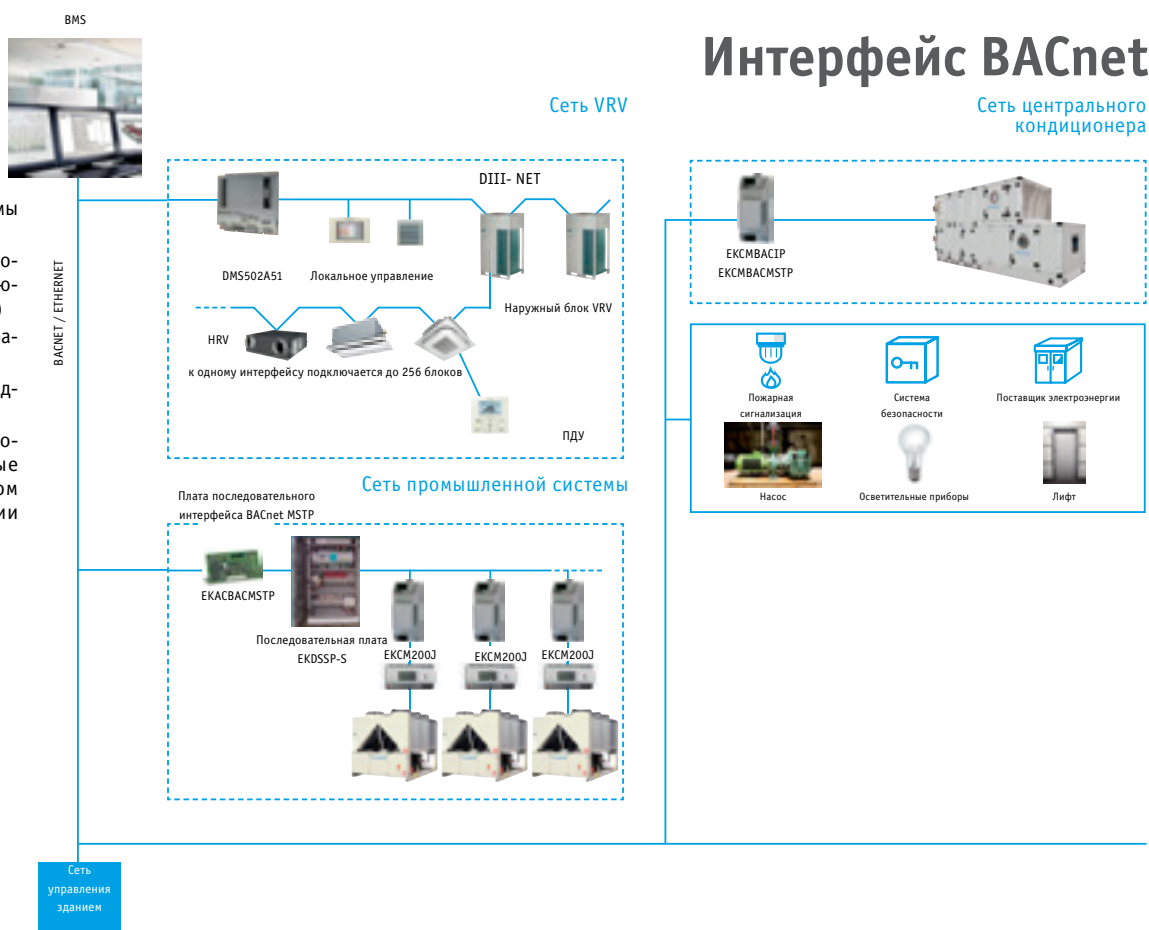 BMS
Интерфейс BACnet
Сеть VRV
Сеть центрального
кондиционера
DIII- NET
DMS502A51
Локальное управление
Наружный блок VRV
HRV
к одному интерфейсу подключается до 256 блоков
ПДУ
BACNET / ETHERNET
EKCMBACIP
EKCMBACMSTP
Пожарная
сигнализация
Система
безопасности
Поставщик электроэнергии
Насос
Осветительные приборы
Лифт
Сеть промышленной системы
Плата последовательного
интерфейса BACnet MSTP
EKACBACMSTP
Последовательная плата
EKDSSP-S
EKCM200J
EKCM200J
EKCM200J
Сеть
управления
зданием